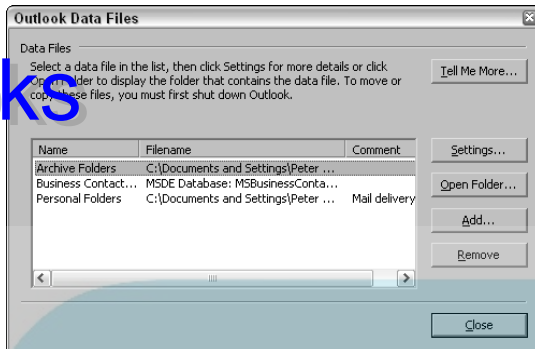 Outlook Data Files
Data Files
Select a data file in the list, then click Settings for more details or click
Open Folder to display the folder that contains the data file. To move or
copy these files, you must first shut down Outlook.
Tell Me More...
ks
Name Filename Comment
Archive Folders C:\Documents and Settings\Peter ...
Business Contact... MSDE Database: MSBusinessConta...
Personal Folders C:\Documents and Settings\Peter ... Mail delivery
Settings...
Open Folder...
Add...
Remove
Close